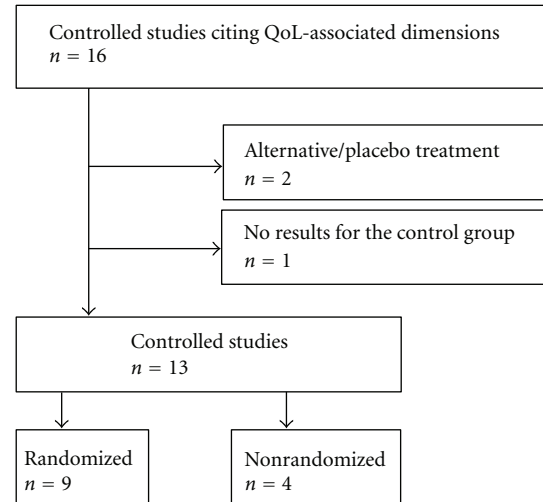 Controlled studies citing QoL-associated dimensions
n = 16
Alternative/placebo treatment
n = 2
No results for the control group
n = 1
Controlled studies
n = 13
Randomized
n = 9
Nonrandomized
n = 4